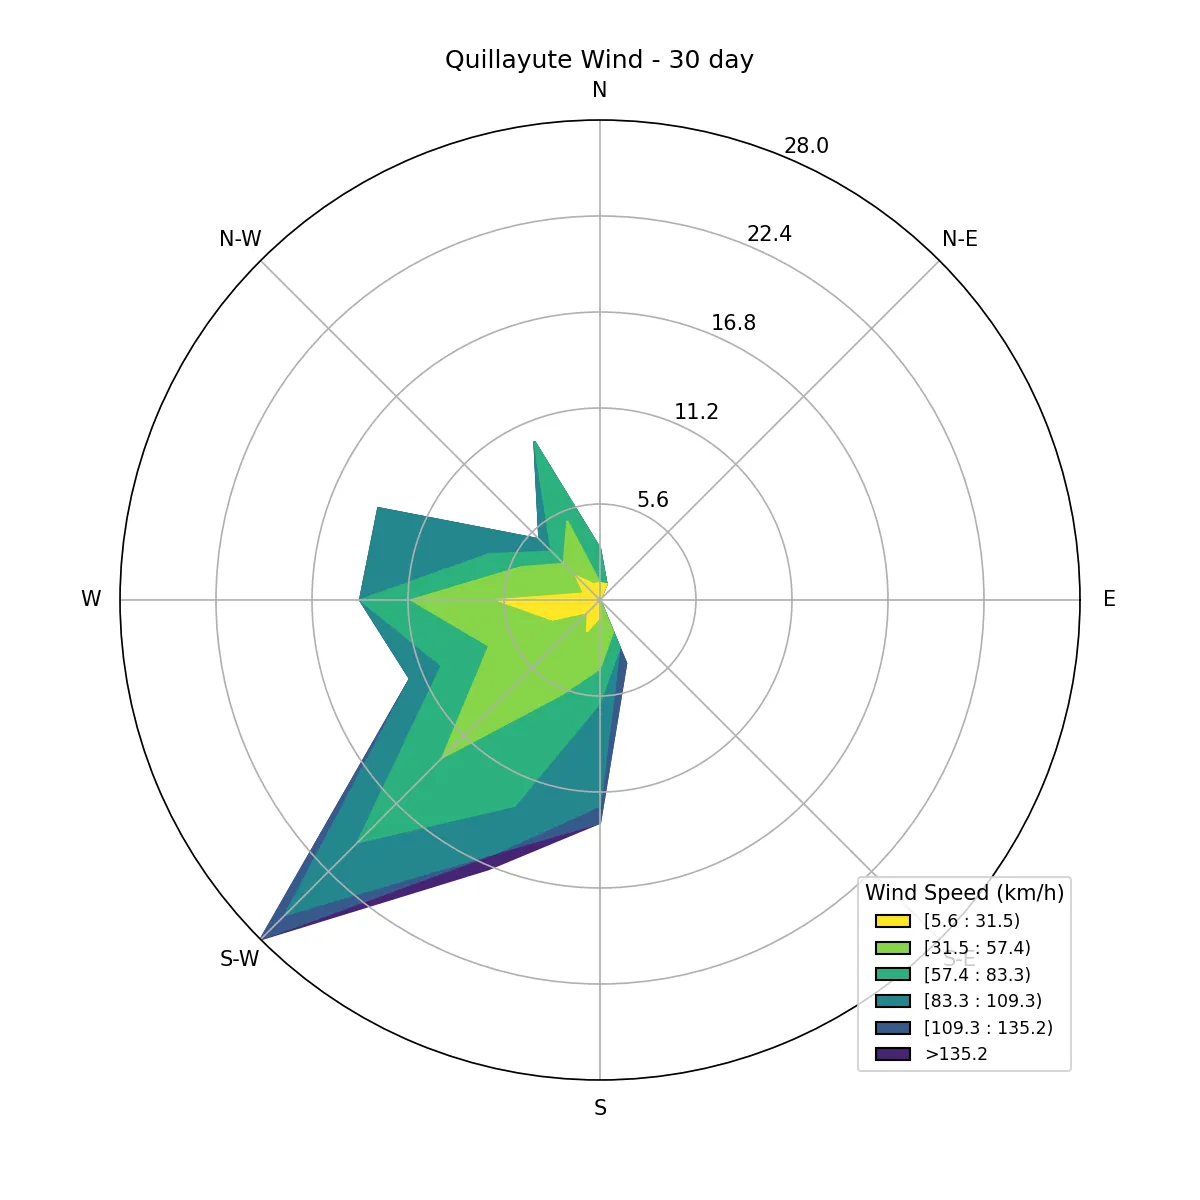 Quillayute Wind - 30 day
N
28.0
N-W
22.4
N-E
16.8
11.2
5.6
W
E
S-W
S-E
Wind Speed (km/h)
[5.6 : 31.5)
[31.5 : 57.4)
[57.4 : 83.3)
[83.3 : 109.3)
[109.3 : 135.2)
>135.2
S